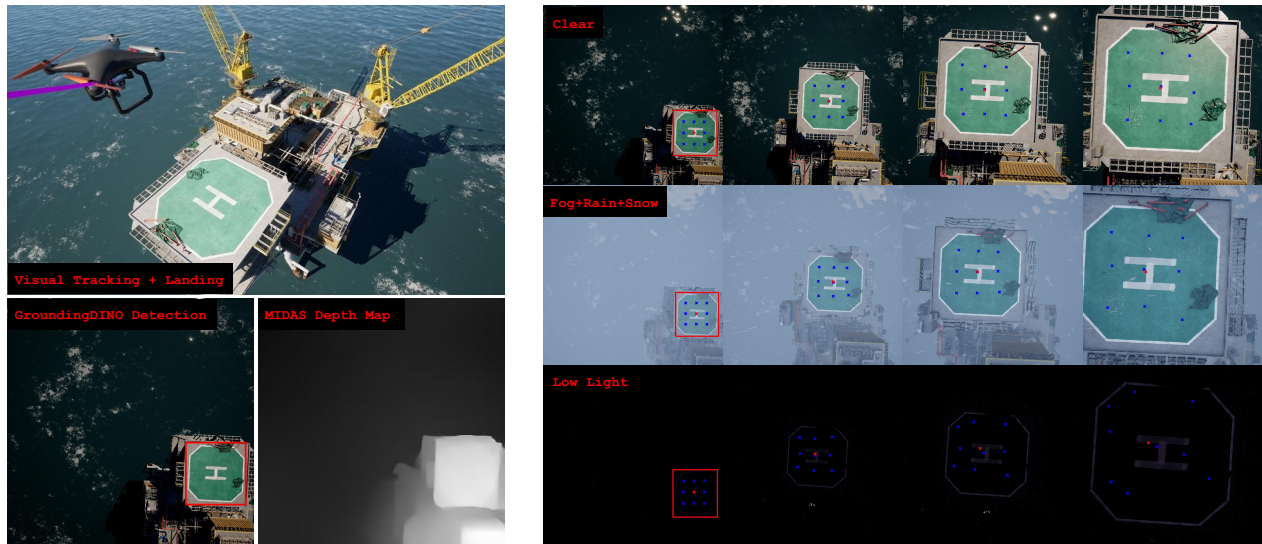 Visual Tracking + Landing
GroundingDINO Detection
MIDAS Depth Map
Clear
Fog+Rain+Snow
Low Light
H
H
H
H
H
H
H
H
H
H
H
H
H